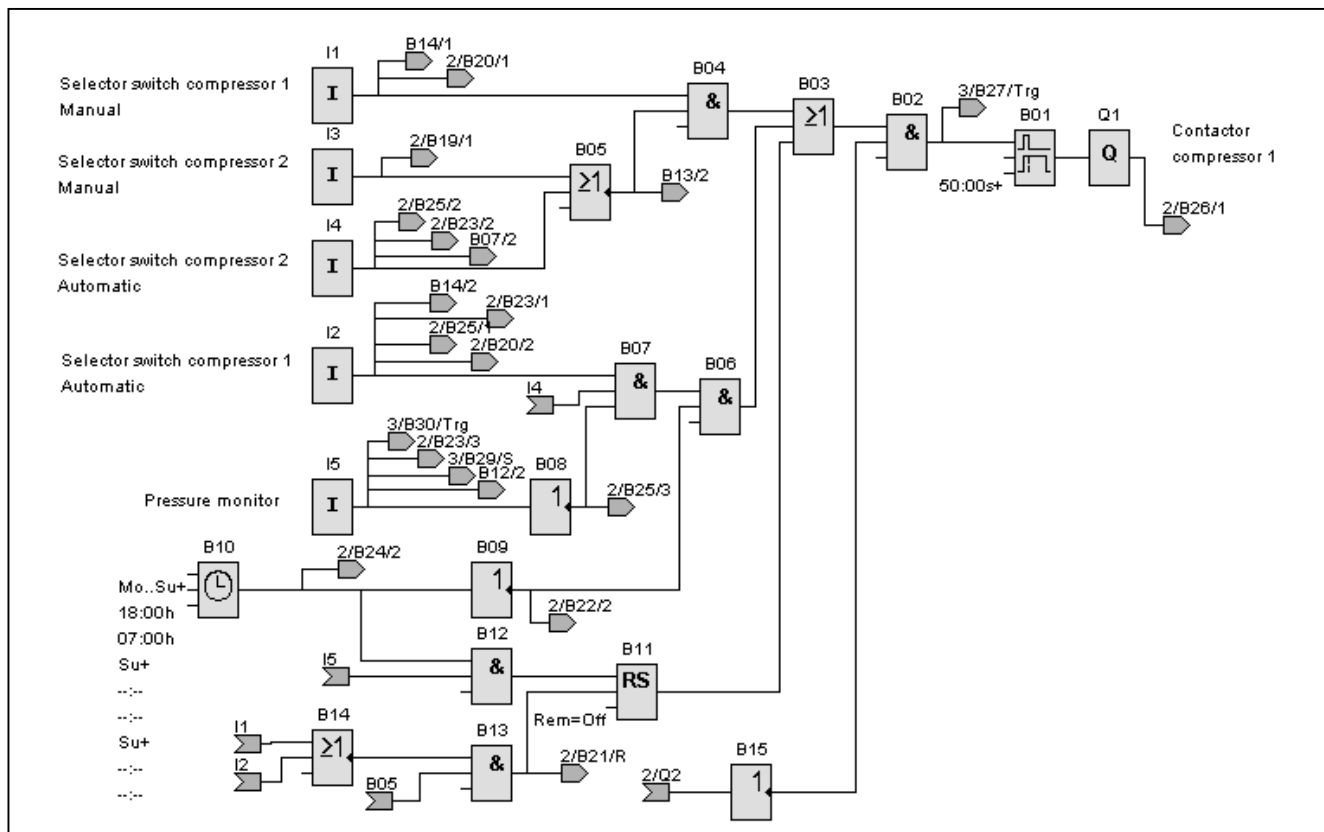 I1
B14/1
2/B20/1
B04
B03
B02
3/B27/Trg
B01
Q1
Selector switch compressor 1
Manual
I
&
≥1
&
Q
Contactor
compressor 1
I3
2/B19/1
B05
B13/2
Selector switch compressor 2
Manual
I
≥1
50:00s+
2/B26/1
I4
2/B25/2
2/B23/2
B07/2
Selector switch compressor 2
Automatic
I
I2
B14/2
2/B23/1
2/B25/1
2/B20/2
Selector switch compressor 1
Automatic
I
I4
B07
&
B06
&
I5
3/B30/Trg
2/B23/3
3/B29/S
B12/2
B08
Pressure monitor
I
1
2/B25/3
B10
2/B24/2
B09
1
2/B22/2
Mo..Su+
18:00h
07:00h
Su+
--:--
--:--
Su+
--:--
--:--
I5
B12
&
B11
RS
Rem=Off
I1
I2
B14
≥1
B05
B13
&
2/B21/R
2/Q2
B15
1